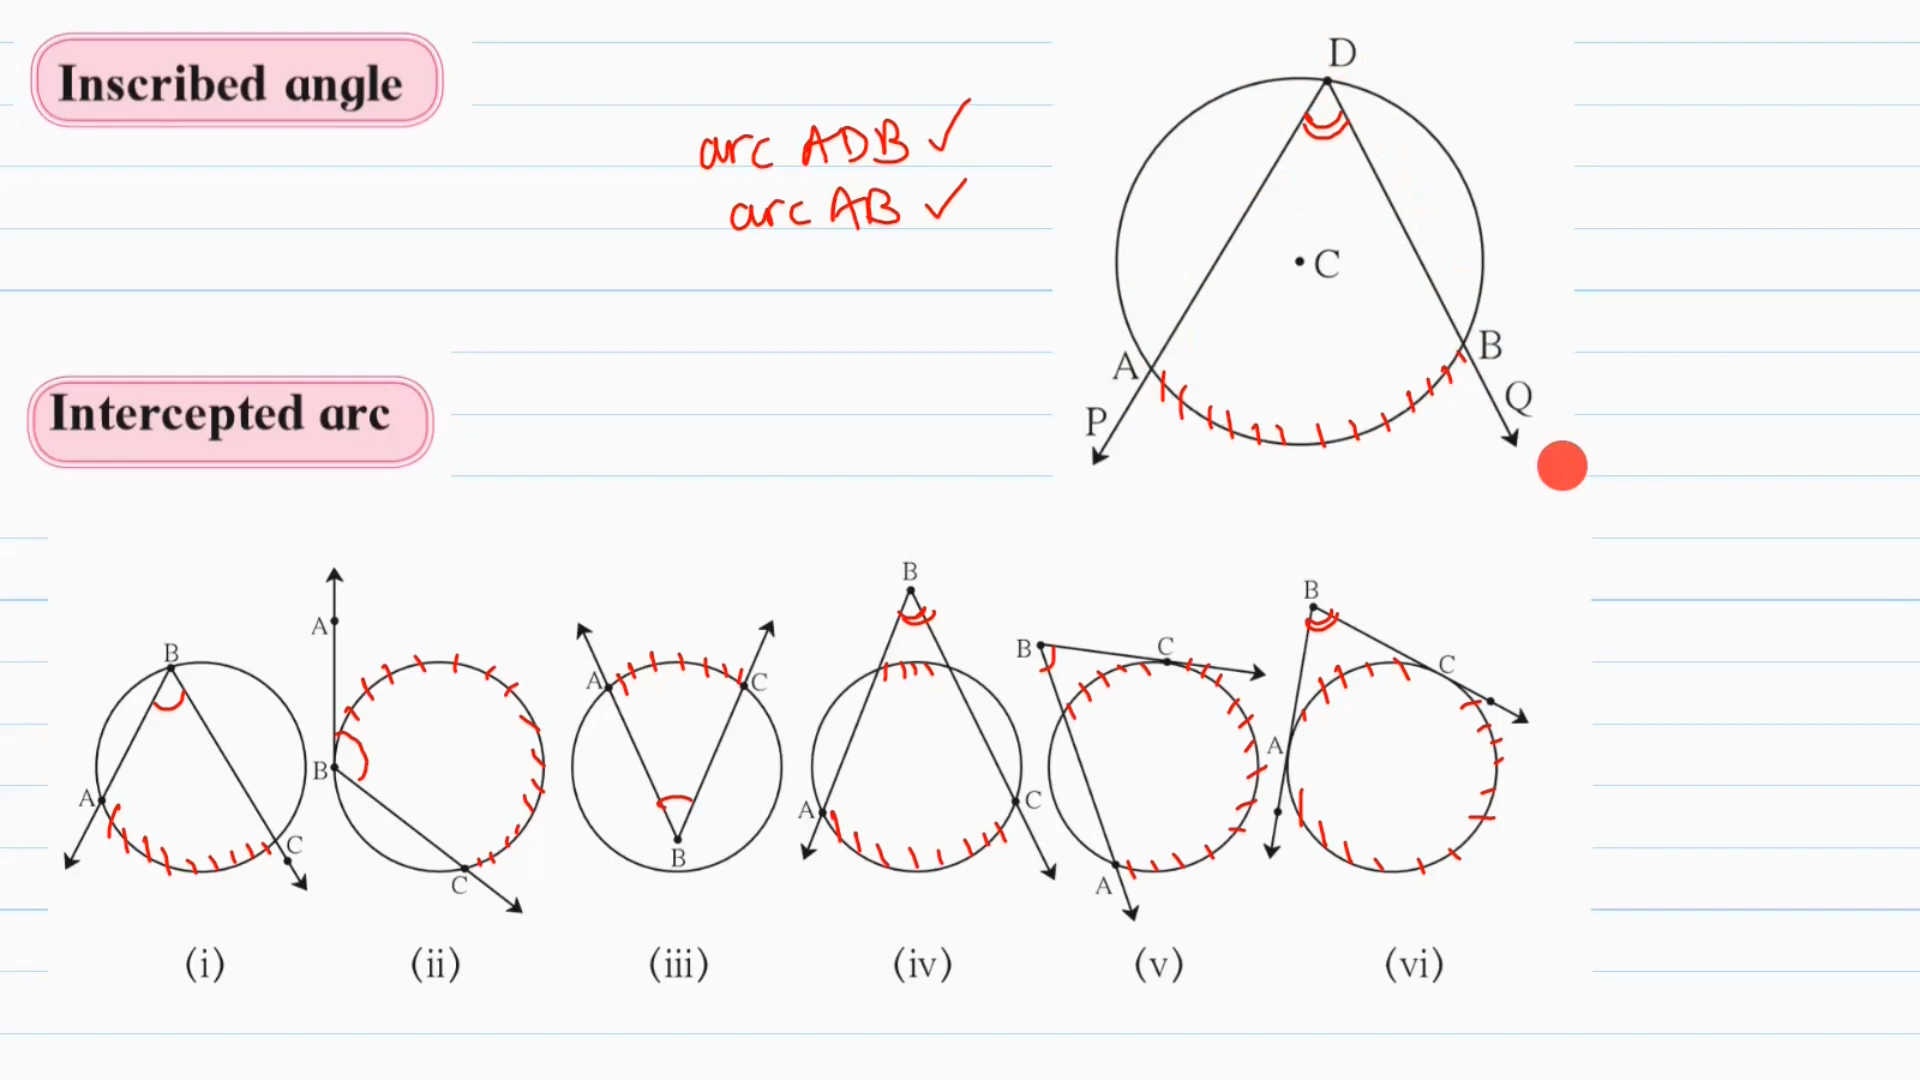 Inscribed angle
arc ADB ✓
arc AB ✓
D
C
A
B
P
Q
Intercepted arc
B
A
C
A
B
C
A
C
B
B
A
C
B
C
A
B
C
A
(i) (ii) (iii) (iv) (v) (vi)